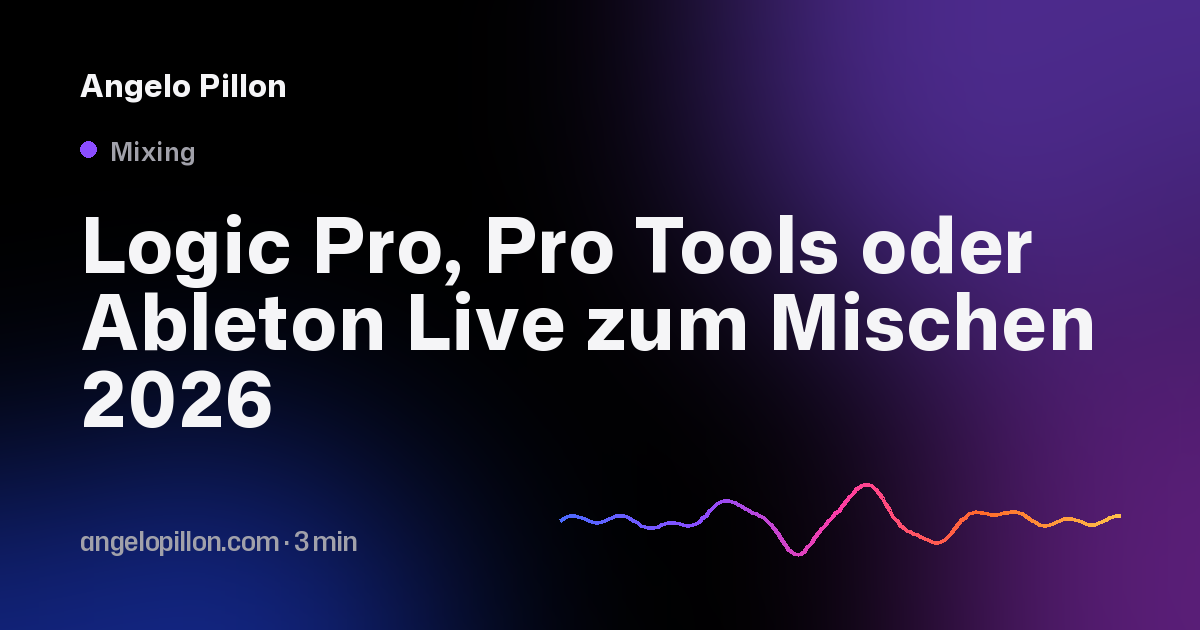 Angelo Pillon
Mixing
Logic Pro, Pro Tools oder
Ableton Live zum Mischen
2026
angelopillon.com · 3 min